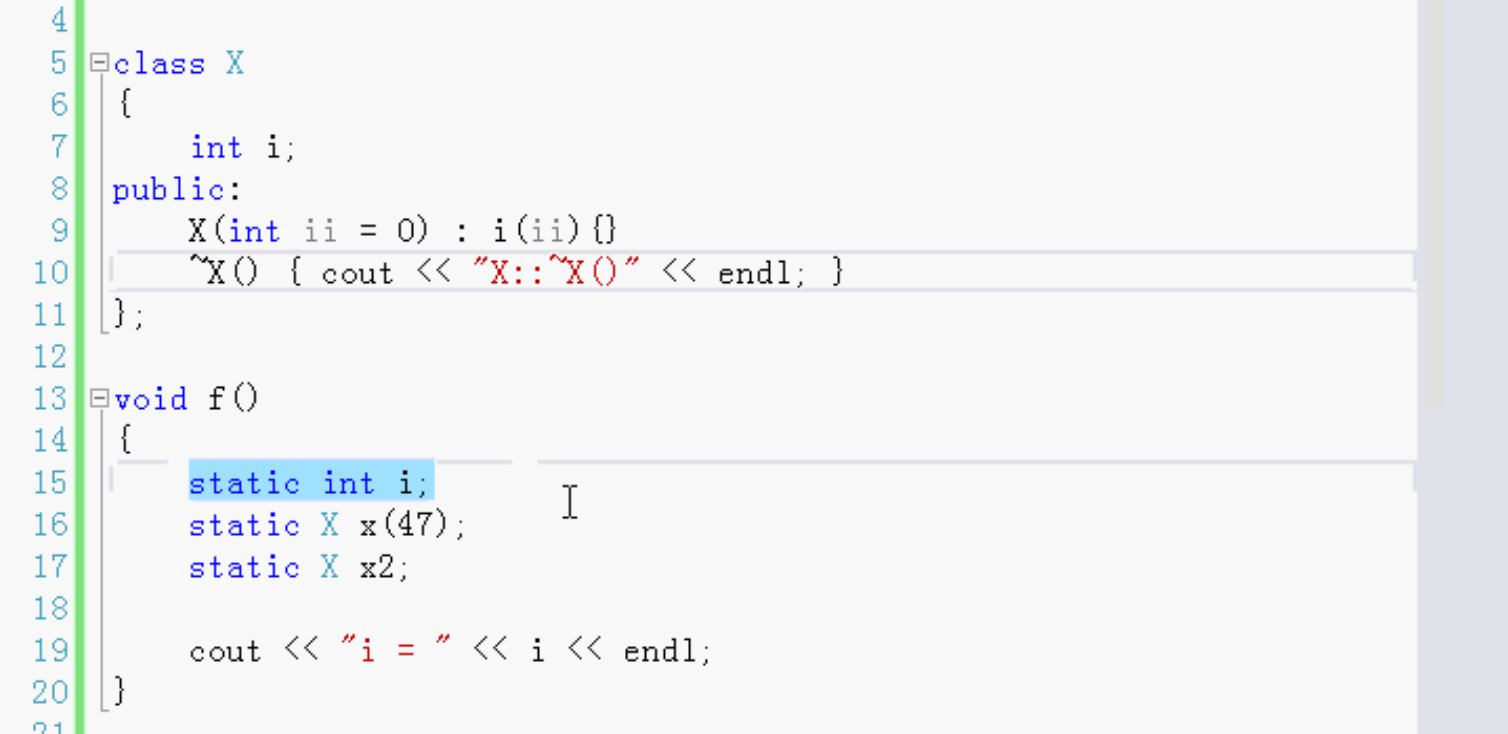 4
5 class X
6 {
7 int i;
8 public:
9 X(int ii = 0) : i(ii){}
10 ~X() { cout << "X::~X()" << endl; }
11 };
12
13 void f()
14 {
15 static int i;
16 static X x(47);
17 static X x2;
18
19 cout << "i = " << i << endl;
20 }
21